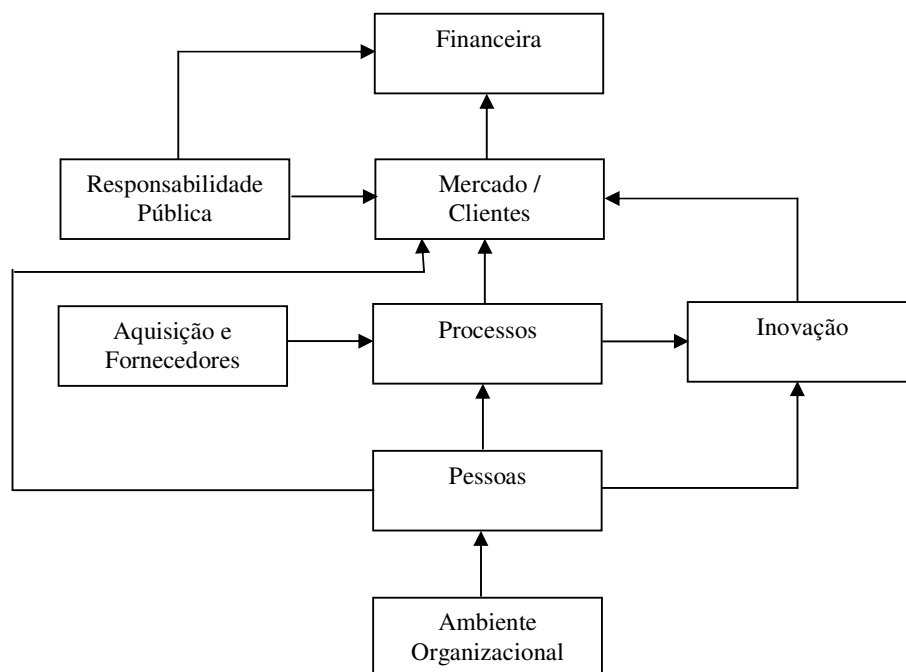 Financeira
Responsabilidade
Pública
Mercado /
Clientes
Aquisição e
Fornecedores
Processos
Inovação
Pessoas
Ambiente
Organizacional